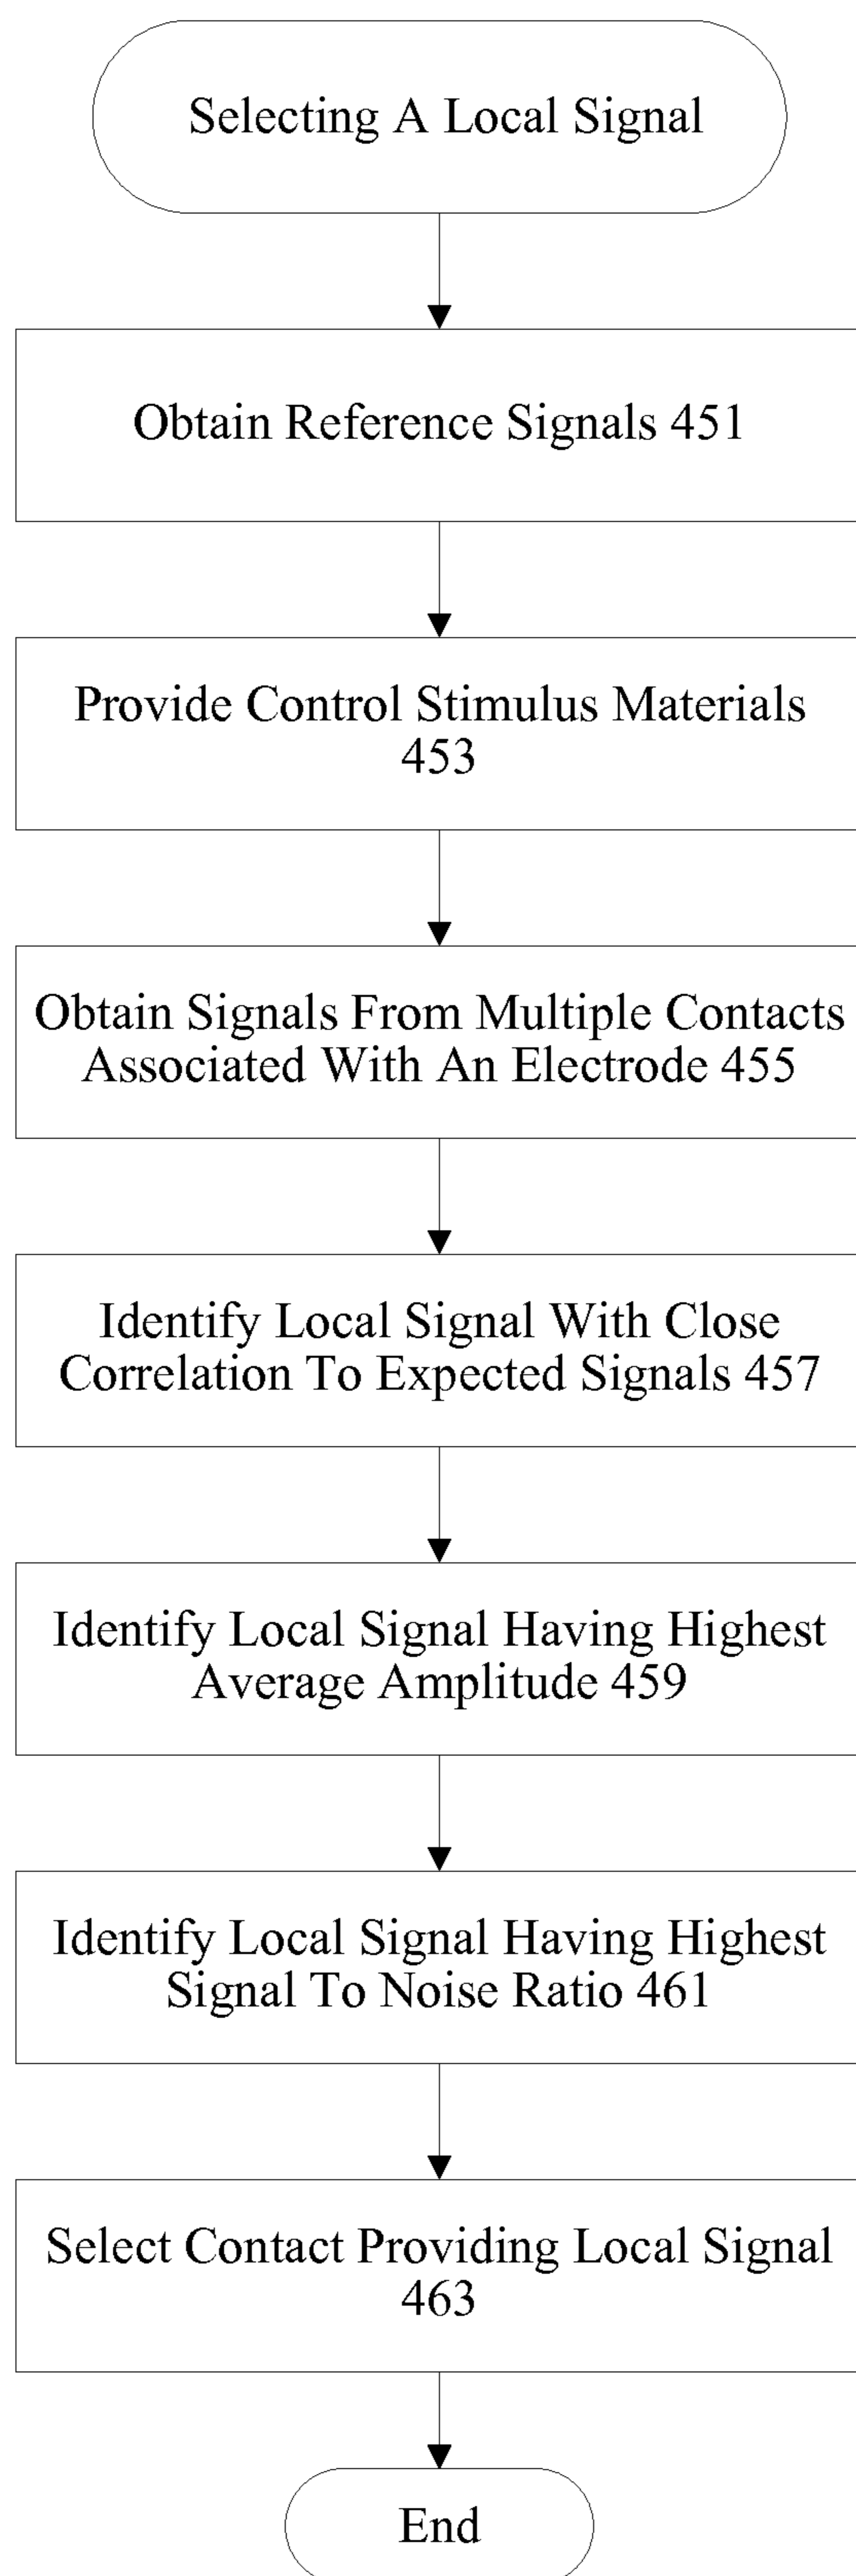 Selecting A Local Signal
Obtain Reference Signals 451
Provide Control Stimulus Materials
453
Obtain Signals From Multiple Contacts
Associated With An Electrode 455
Identify Local Signal With Close
Correlation To Expected Signals 457
Identify Local Signal Having Highest
Average Amplitude 459
Identify Local Signal Having Highest
Signal To Noise Ratio 461
Select Contact Providing Local Signal
463
End